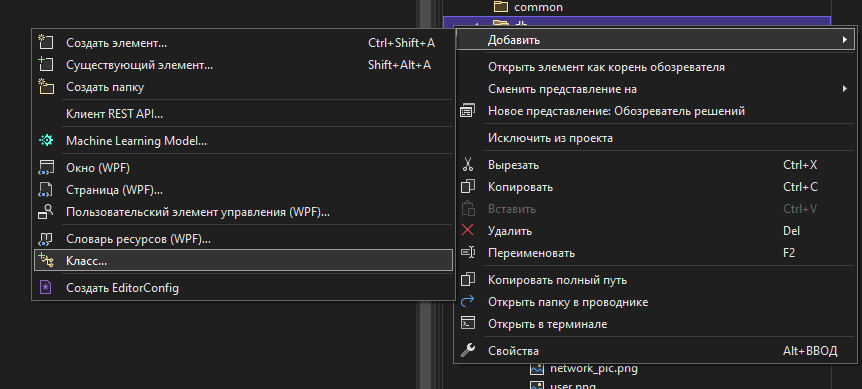 common
db
Создать элемент... Ctrl+Shift+A
Существующий элемент... Shift+Alt+A
Создать папку
Клиент REST API...
Machine Learning Model...
Окно (WPF)
Страница (WPF)...
Пользовательский элемент управления (WPF)...
Словарь ресурсов (WPF)...
Класс...
Создать EditorConfig
Добавить
Открыть элемент как корень обозревателя
Сменить представление на
Новое представление: Обозреватель решений
Исключить из проекта
Вырезать Ctrl+X
Копировать Ctrl+C
Вставить Ctrl+V
Удалить Del
Переименовать F2
Копировать полный путь
Открыть папку в проводнике
Открыть в терминале
Свойства Alt+ВВОД
network_pic.png
user.png